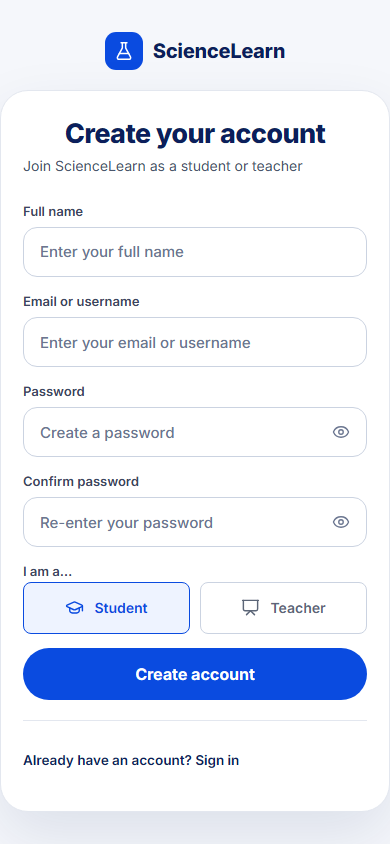 ScienceLearn
Create your account
Join ScienceLearn as a student or teacher
Full name
Enter your full name
Email or username
Enter your email or username
Password
Create a password
Confirm password
Re-enter your password
I am a...
Student
Teacher
Create account
Already have an account? Sign in